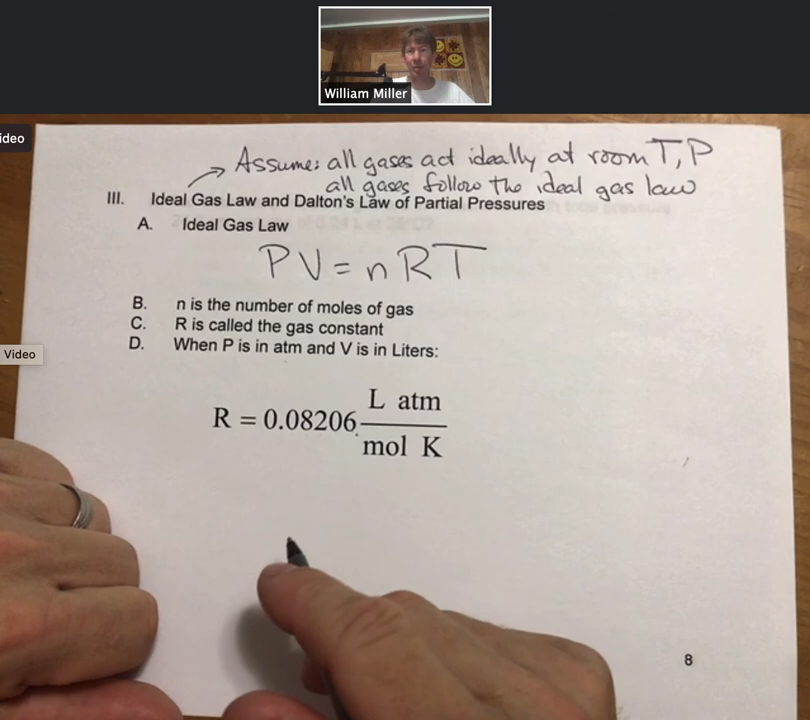 William Miller
ideo
Assume: all gases act ideally at room T, P
all gases follow the ideal gas law
III. Ideal Gas Law and Dalton's Law of Partial Pressures
A. Ideal Gas Law
PV = nRT
B. n is the number of moles of gas
C. R is called the gas constant
Video
D. When P is in atm and V is in Liters:
L atm
R = 0.08206
mol K
8